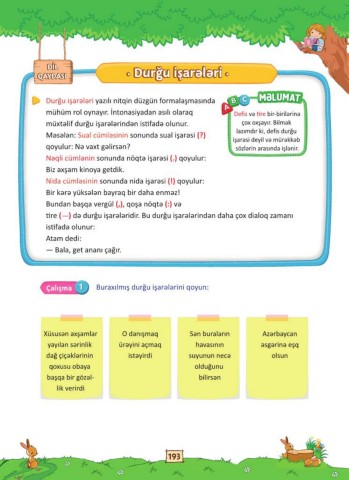 DİL
QAYDASI
· Durğu işarələri ·
Durğu işarələri yazılı nitqin düzgün formalaşmasında
mühüm rol oynayır. İntonasiyadan asılı olaraq
müxtəlif durğu işarələrindən istifadə olunur.
Məsələn: Sual cümləsinin sonunda sual işarəsi (?)
qoyulur: Nə vaxt gəlirsən?
Nəqli cümlənin sonunda nöqtə işarəsi (.) qoyulur:
Biz axşam kinoya getdik.
Nida cümləsinin sonunda nida işarəsi (!) qoyulur:
Bir kərə yüksələn bayraq bir daha enməz!
Bundan başqa vergül (,), qoşa nöqtə (:) və
tire (—) də durğu işarələridir. Bu durğu işarələrindən daha çox dialoq zamanı
istifadə olunur:
Atam dedi:
— Bala, get ananı çağır.
A B C MƏLUMAT
Defis və tire bir-birlərinə
çox oxşayır. Bilmək
lazımdır ki, defis durğu
işarəsi deyil və mürəkkəb
sözlərin arasında işlənir.
Çalışma 1 Buraxılmış durğu işarələrini qoyun:
Xüsusən axşamlar
yayılan sərinlik
dağ çiçəklərinin
qoxusu obaya
başqa bir gözəl-
lik verirdi
O danışmaq
ürəyini açmaq
istəyirdi
Sən buraların
havasının
suyunun necə
olduğunu
bilirsən
Azərbaycan
əsgərinə eşq
olsun
193